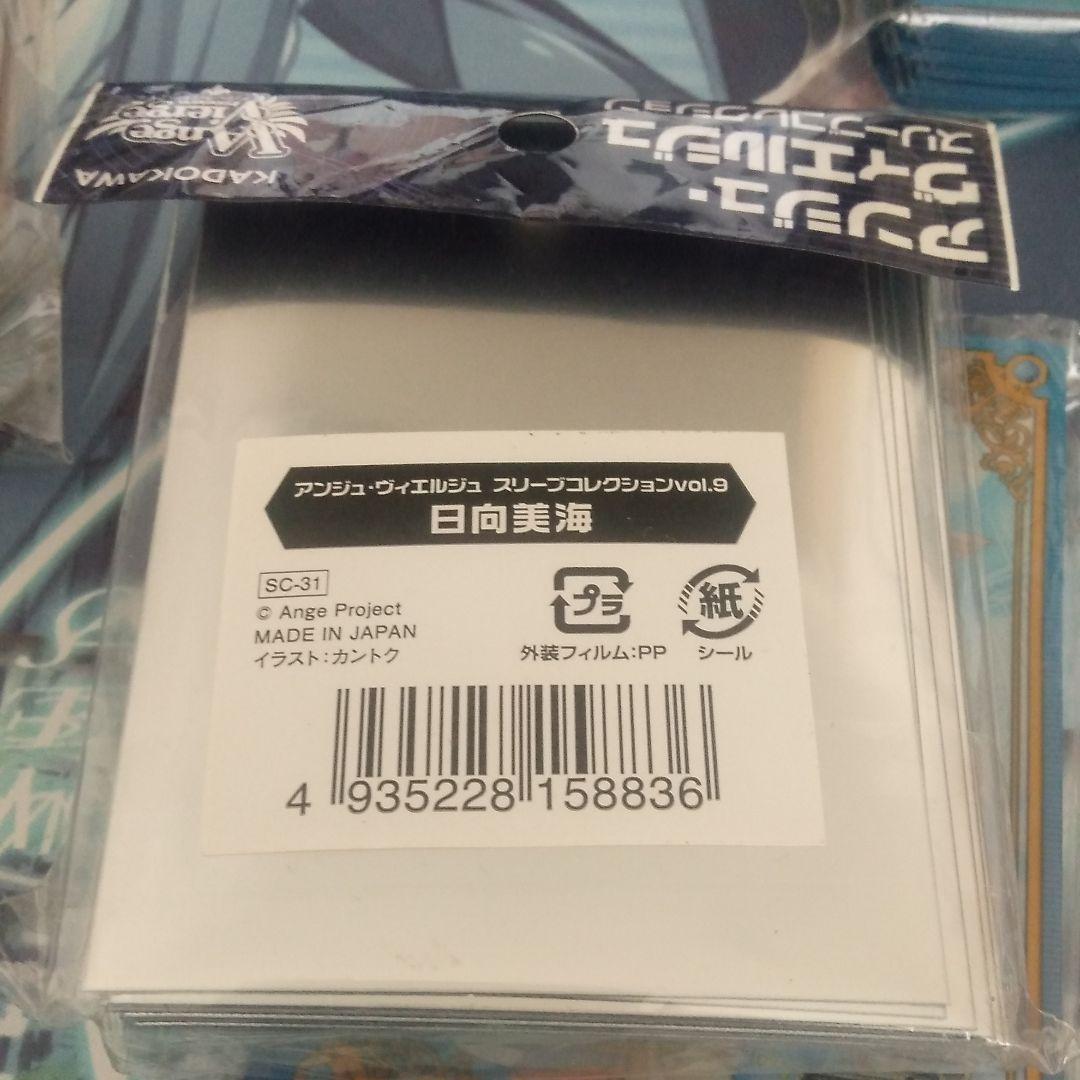 アンジュ・
ヴィエルジュ
スリーブコレクション
Ange
Vierge
KADOKAWA
アンジュ・ヴィエルジュ スリーブコレクションvol.9
日向美海
SC-31
© Ange Project
MADE IN JAPAN
イラスト:カントク
プラ
外装フィルム:PP
紙
シール
4 935228 158836